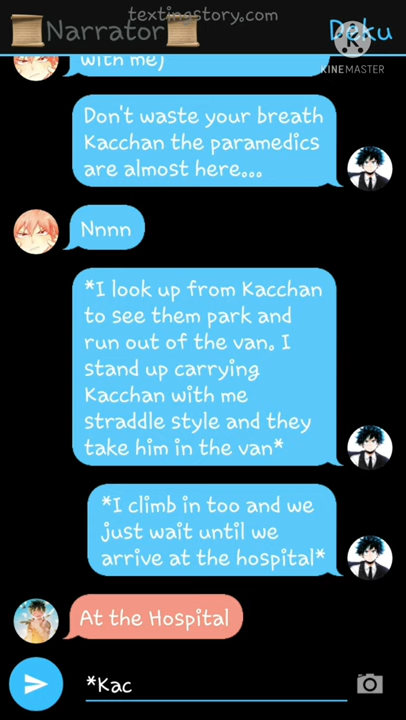 textingstory.com
Narrator
Deku
KINEMASTER
with me)
Don't waste your breath
Kacchan the paramedics
are almost here...
Nnnn
*I look up from Kacchan
to see them park and
run out of the van. I
stand up carrying
Kacchan with me
straddle style and they
take him in the van*
*I climb in too and we
just wait until we
arrive at the hospital*
At the Hospital
*Kac